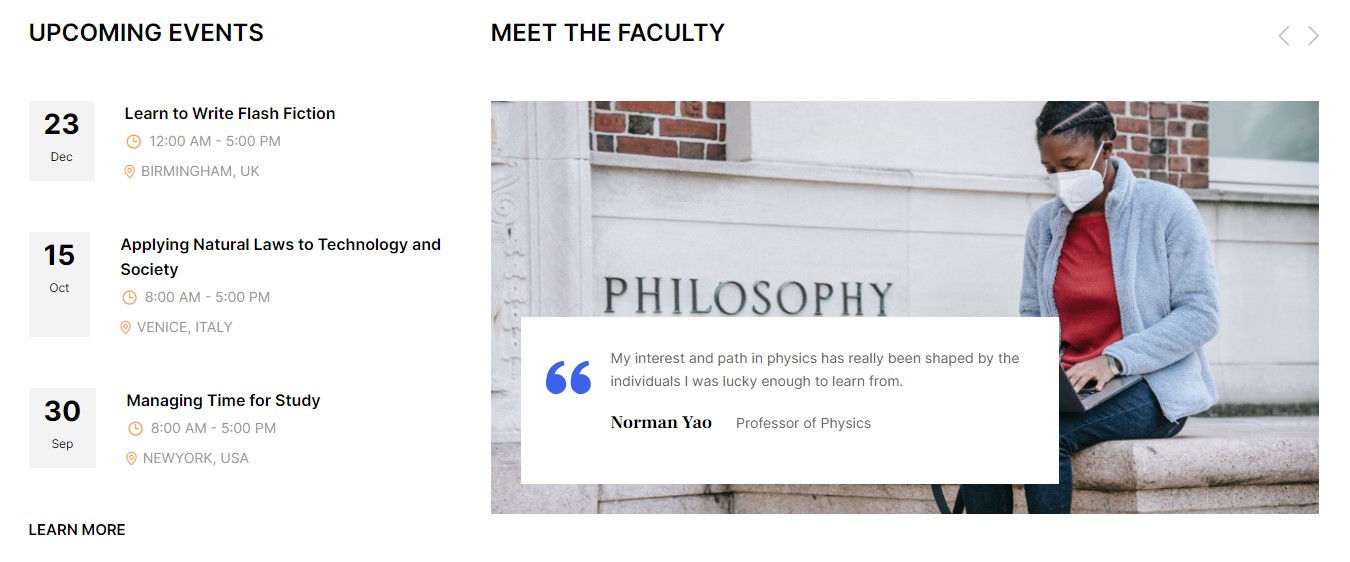 UPCOMING EVENTS
23
Dec
Learn to Write Flash Fiction
12:00 AM - 5:00 PM
BIRMINGHAM, UK
15
Oct
Applying Natural Laws to Technology and
Society
8:00 AM - 5:00 PM
VENICE, ITALY
30
Sep
Managing Time for Study
8:00 AM - 5:00 PM
NEWYORK, USA
LEARN MORE
MEET THE FACULTY
PHILOSOPHY
My interest and path in physics has really been shaped by the
individuals I was lucky enough to learn from.
Norman Yao Professor of Physics